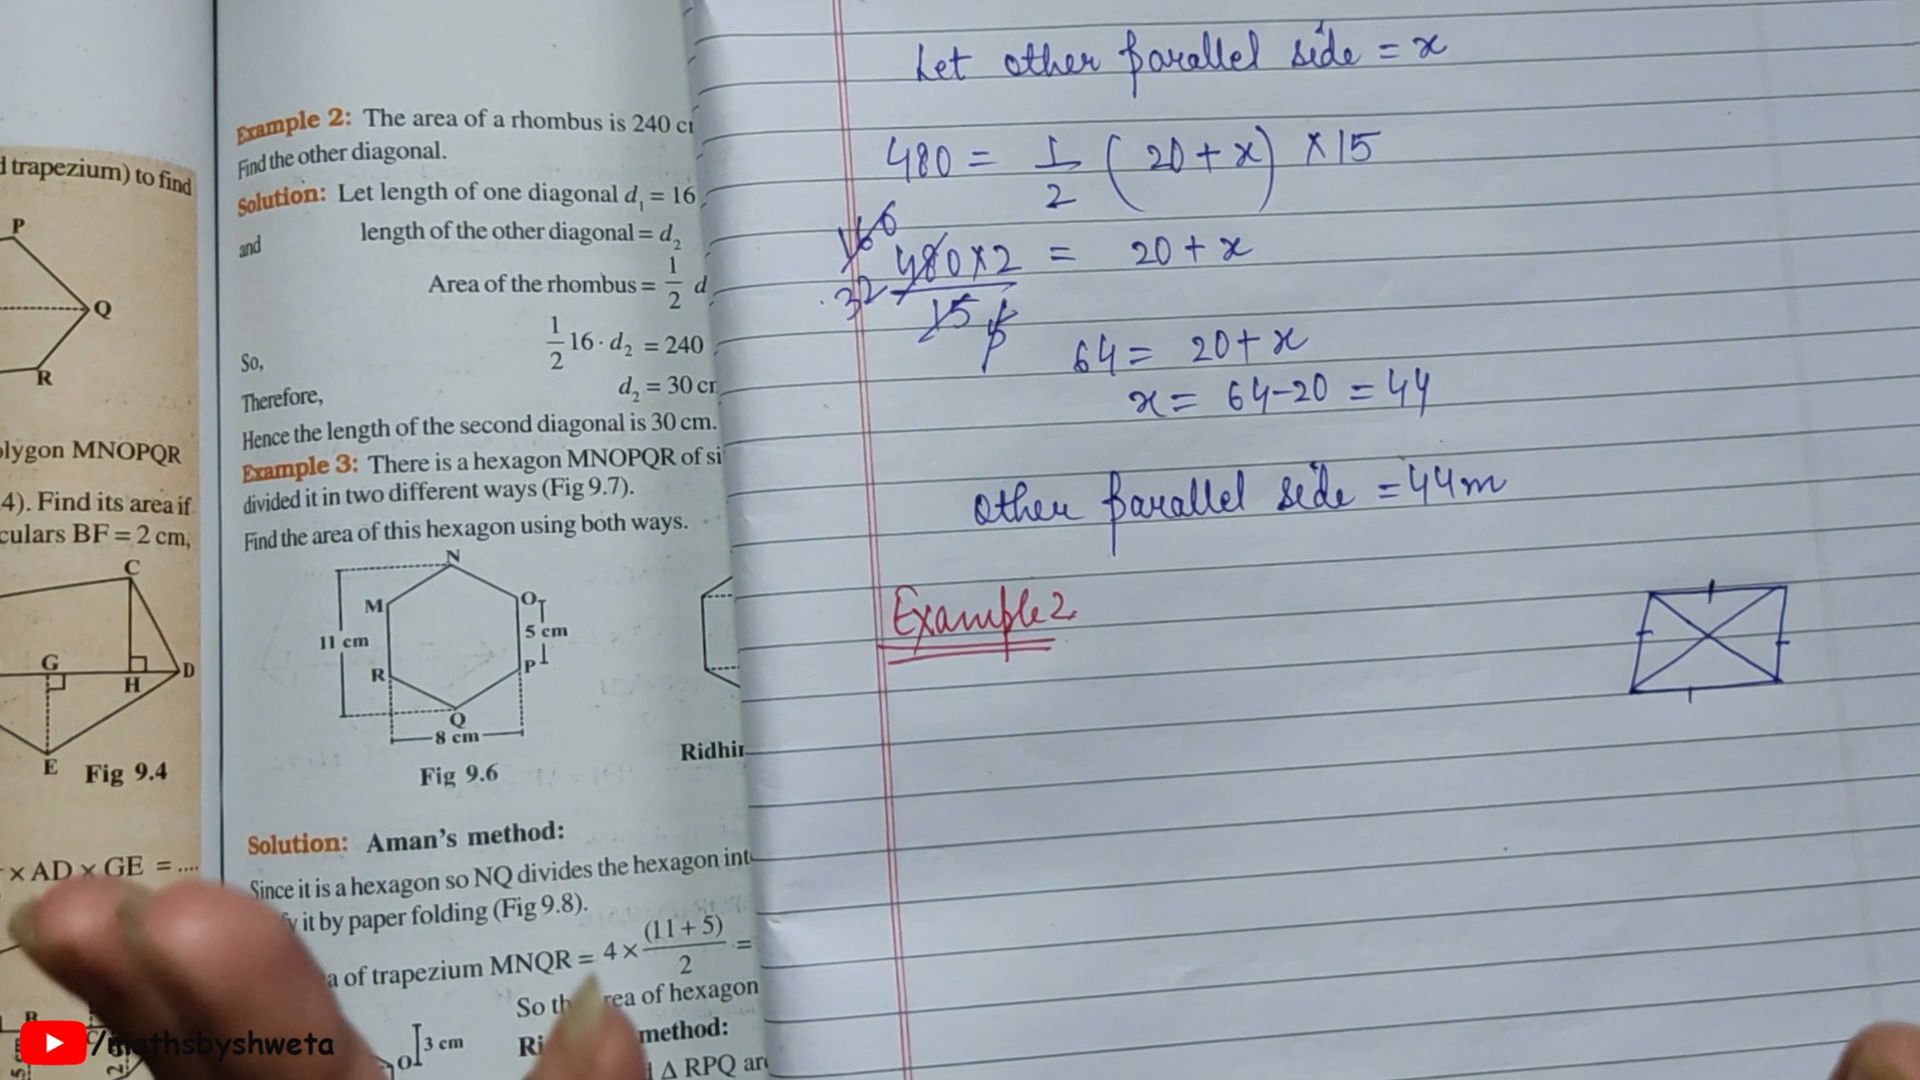 d trapezium) to find
P
Q
R
olygon MNOPQR
4). Find its area if
culars BF = 2 cm,
C
G
H
D
E
Fig 9.4
× AD × GE = ....
Example 2: The area of a rhombus is 240
Find the other diagonal.
Solution: Let length of one diagonal d₁ = 16
and length of the other diagonal = d₂
Area of the rhombus = 1/2 d
So, 1/2 16 · d₂ = 240
Therefore, d₂ = 30
Hence the length of the second diagonal is 30 cm.
Example 3: There is a hexagon MNOPQR of
divided it in two different ways (Fig 9.7).
Find the area of this hexagon using both ways.
N
M
O
11 cm
5 cm
R
P
Q
8 cm
Fig 9.6
Solution: Aman's method:
Since it is a hexagon so NQ divides the hexagon
it by paper folding (Fig 9.8).
a of trapezium MNQR = 4 × (11 + 5)/2 =
So area of hexagon
method:
Δ RPQ
O
3 cm
/mathsbyshweta
Let other parallel side = x
480 = 1/2 (20 + x) × 15
480 × 2 / 15 = 20 + x
32
64 = 20 + x
x = 64 - 20 = 44
Other parallel side = 44m
Example 2.